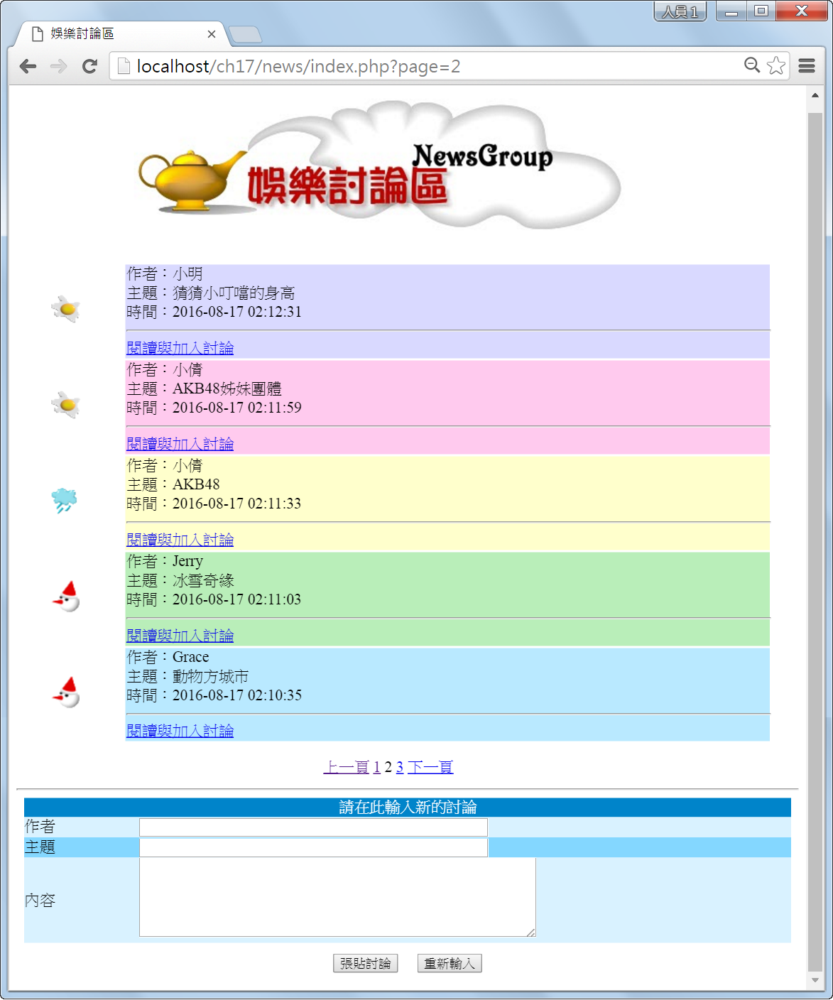 人員 1
娛樂討論區
localhost/ch17/news/index.php?page=2
NewsGroup
娛樂討論區
作者：小明
主題：猜猜小叮噹的身高
時間：2016-08-17 02:12:31
閱讀與加入討論
作者：小倩
主題：AKB48姊妹團體
時間：2016-08-17 02:11:59
閱讀與加入討論
作者：小倩
主題：AKB48
時間：2016-08-17 02:11:33
閱讀與加入討論
作者：Jerry
主題：冰雪奇緣
時間：2016-08-17 02:11:03
閱讀與加入討論
作者：Grace
主題：動物方城市
時間：2016-08-17 02:10:35
閱讀與加入討論
上一頁 1 2 3 下一頁
請在此輸入新的討論
作者
主題
內容
張貼討論 重新輸入